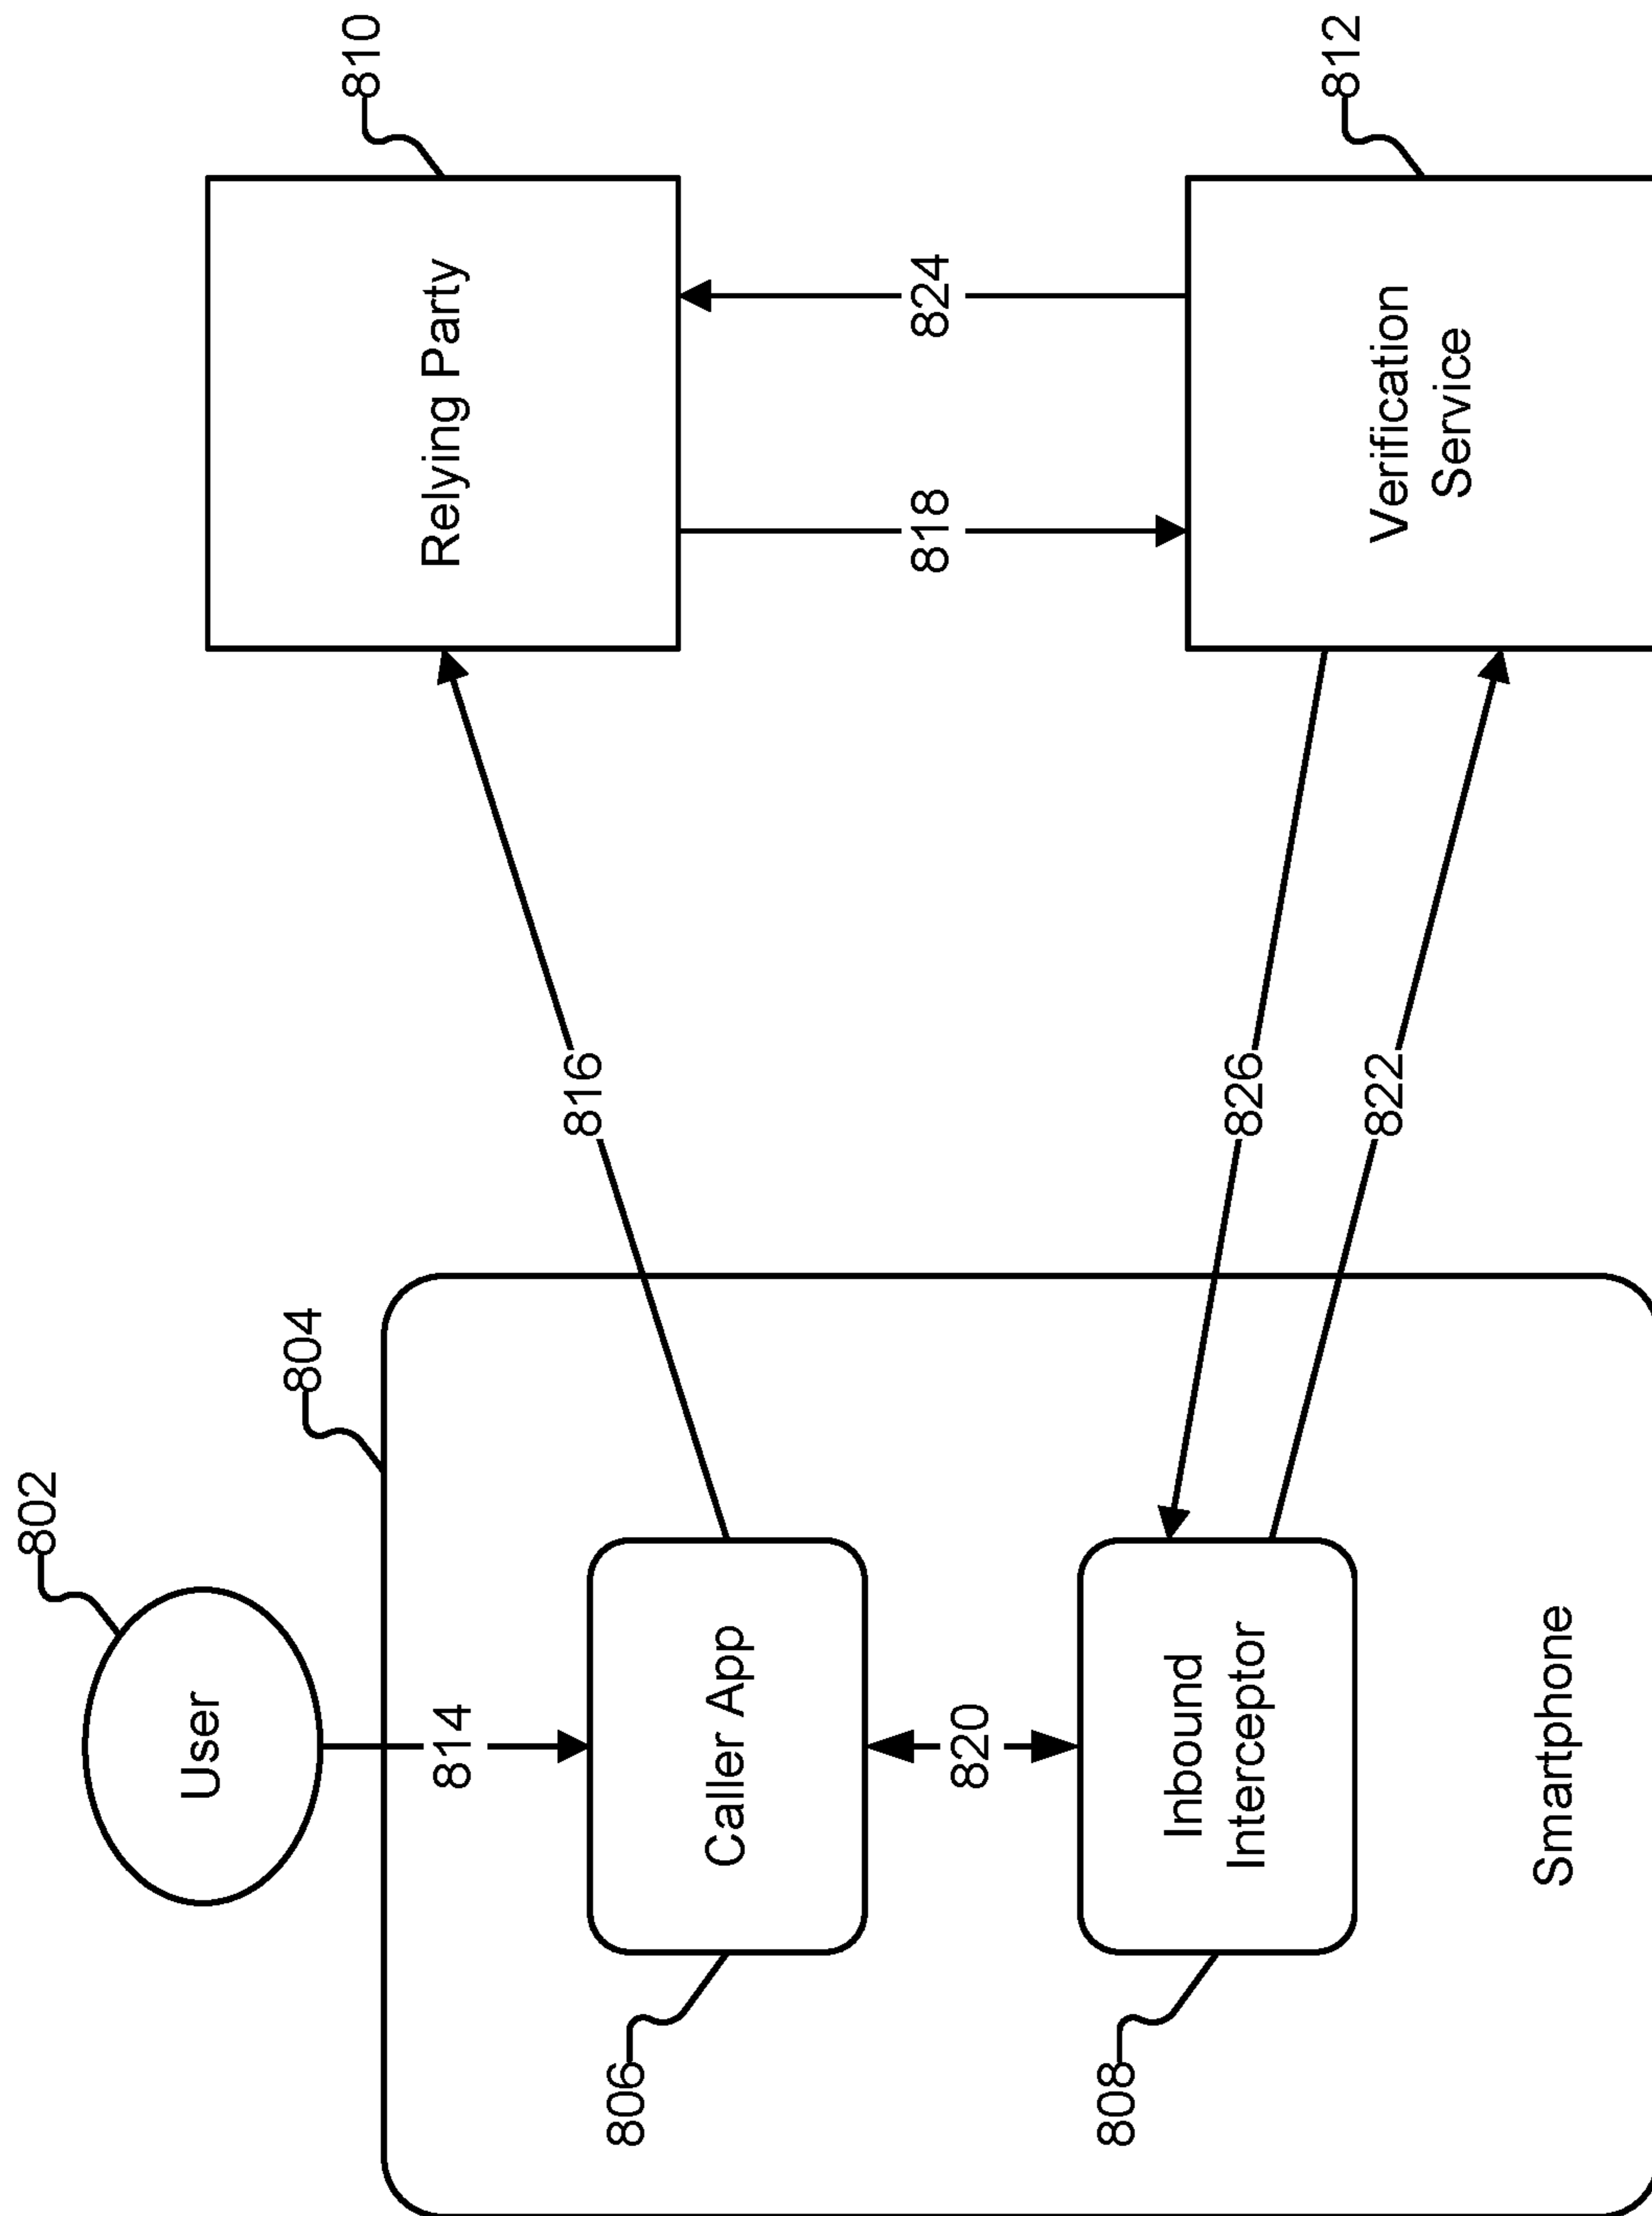 802
User
804
814
Caller App
806
820
Inbound
Interceptor
808
Smartphone
816
826
822
810
Relying Party
818
824
812
Verification
Service